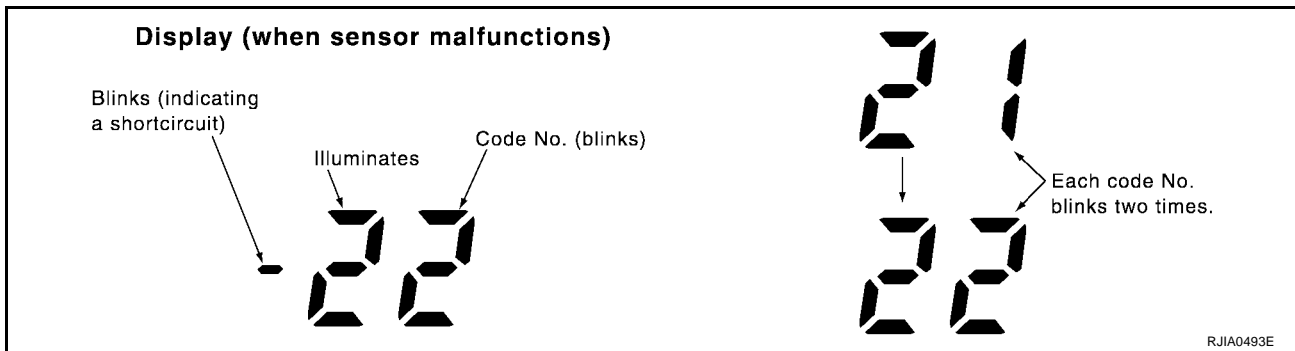 Display (when sensor malfunctions)
Blinks (indicating
a shortcircuit)
Illuminates
Code No. (blinks)
-22
21
Each code No.
blinks two times.
22
RJIA0493E